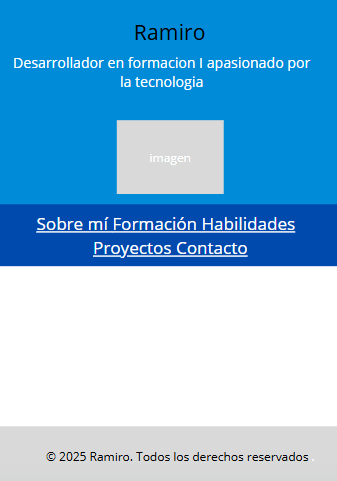 Ramiro
Desarrollador en formacion I apasionado por
la tecnologia
imagen
Sobre mí Formación Habilidades
Proyectos Contacto
© 2025 Ramiro. Todos los derechos reservados .